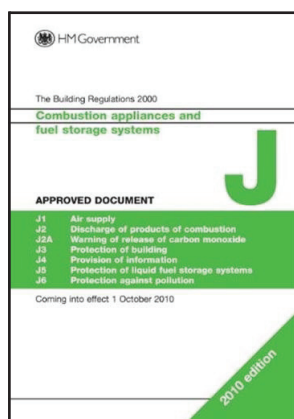 HM Government
The Building Regulations 2000
Combustion appliances and
fuel storage systems
J
APPROVED DOCUMENT
J1 Air supply
J2 Discharge of products of combustion
J2A Warning of release of carbon monoxide
J3 Protection of building
J4 Provision of information
J5 Protection of liquid fuel storage systems
J6 Protection against pollution
Coming into effect 1 October 2010
2010 edition